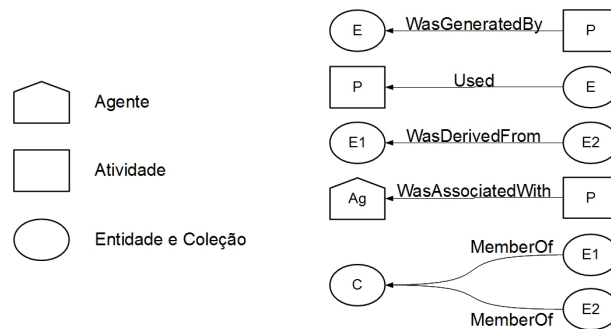 Agente
Atividade
Entidade e Coleção
E WasGeneratedBy P
P Used E
E1 WasDerivedFrom E2
Ag WasAssociatedWith P
MemberOf E1
C
MemberOf E2